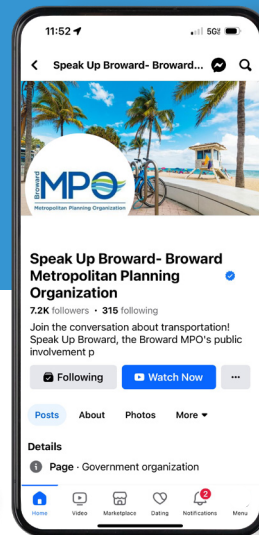 11:52
5G
Speak Up Broward- Broward...
Broward
MPO
Metropolitan Planning Organization
Speak Up Broward- Broward
Metropolitan Planning
Organization
7.2K followers • 315 following
Join the conversation about transportation!
Speak Up Broward, the Broward MPO's public
involvement p
Following
Watch Now
Posts About Photos More
Details
Page · Government organization
2
Home Video Marketplace Dating Notifications Menu